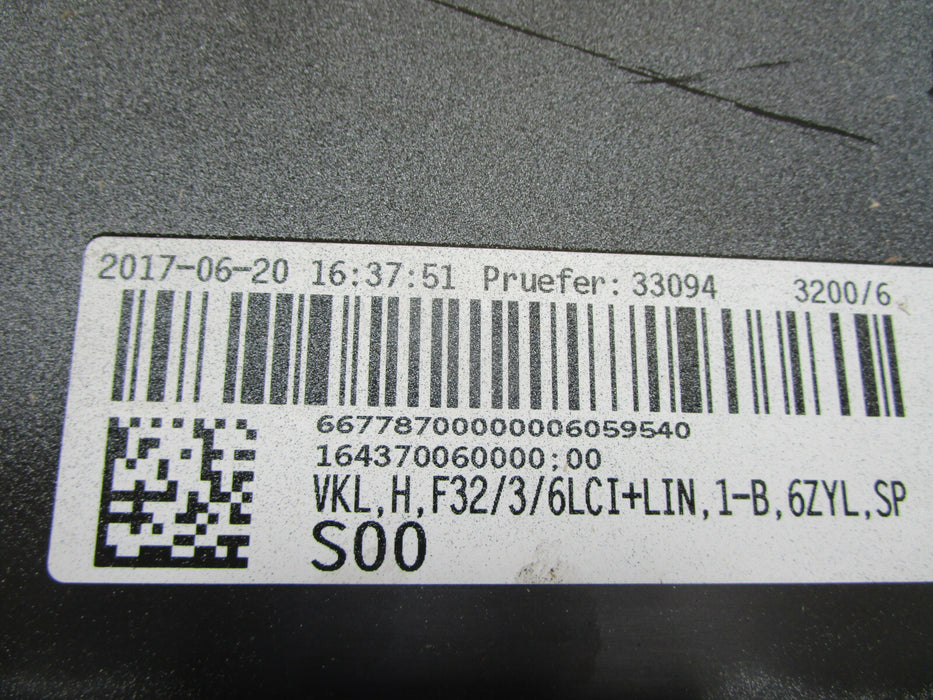 2017-06-20 16:37:51 Pruefer: 33094 3200/6
66778700000006059540
164370060000;00
VKL,H,F32/3/6LCI+LIN,1-B,6ZYL,SP
S00